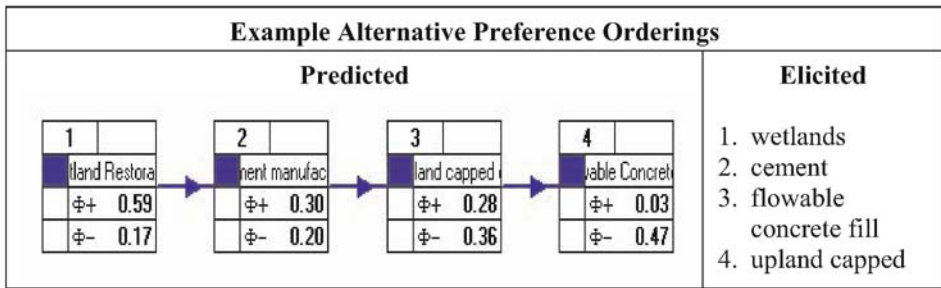 Example Alternative Preference Orderings
Predicted
Elicited
1
2
3
4
tland Restora
nent manufac
land capped
vable Concrete
Φ+ 0.59
Φ+ 0.30
Φ+ 0.28
Φ+ 0.03
Φ- 0.17
Φ- 0.20
Φ- 0.36
Φ- 0.47
1. wetlands
2. cement
3. flowable
concrete fill
4. upland capped